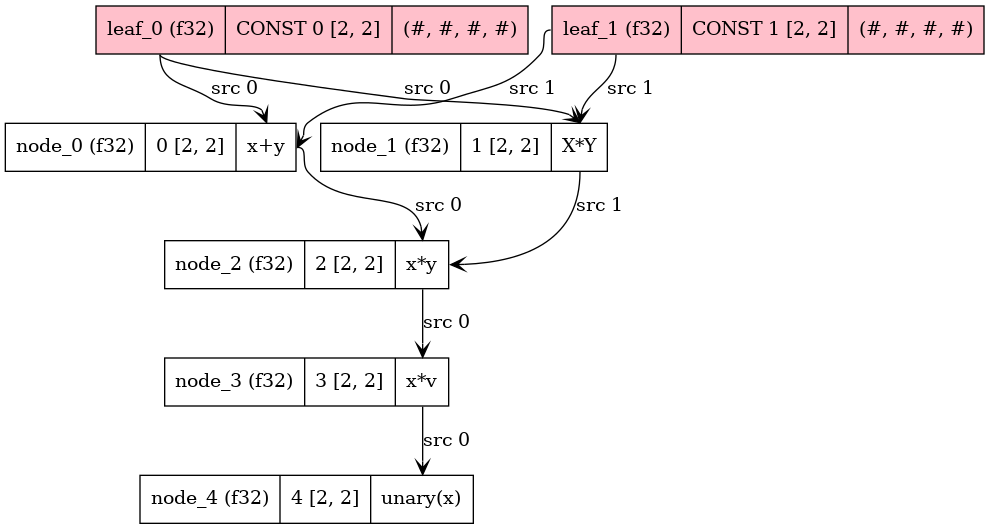 leaf_0 (f32) CONST 0 [2, 2] (#, #, #, #)
leaf_1 (f32) CONST 1 [2, 2] (#, #, #, #)
src 0
src 0
src 1
src 1
node_0 (f32) 0 [2, 2] x+y
node_1 (f32) 1 [2, 2] X*Y
src 0
src 1
node_2 (f32) 2 [2, 2] x*y
src 0
node_3 (f32) 3 [2, 2] x*v
src 0
node_4 (f32) 4 [2, 2] unary(x)